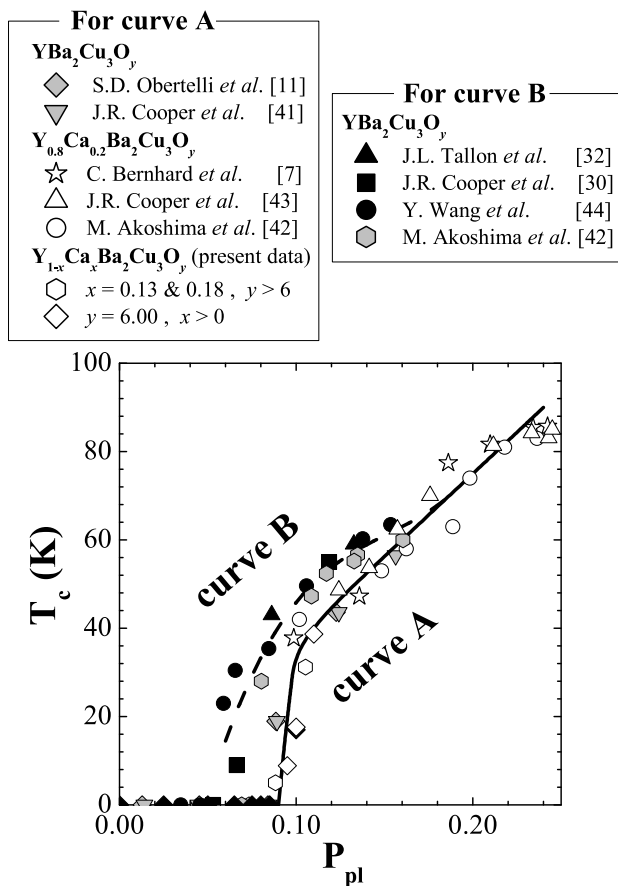 For curve A
YBa₂Cu₃Oy
S.D. Obertelli et al. [11]
J.R. Cooper et al. [41]
Y₀.₈Ca₀.₂Ba₂Cu₃Oy
C. Bernhard et al. [7]
J.R. Cooper et al. [43]
M. Akoshima et al. [42]
Y₁₋ₓCaₓBa₂Cu₃Oy (present data)
x = 0.13 & 0.18 , y > 6
y = 6.00 , x > 0
For curve B
YBa₂Cu₃Oy
J.L. Tallon et al. [32]
J.R. Cooper et al. [30]
Y. Wang et al. [44]
M. Akoshima et al. [42]
100
80
60
40
20
0
T_c (K)
curve B
curve A
0.00 0.10 0.20
P_pl